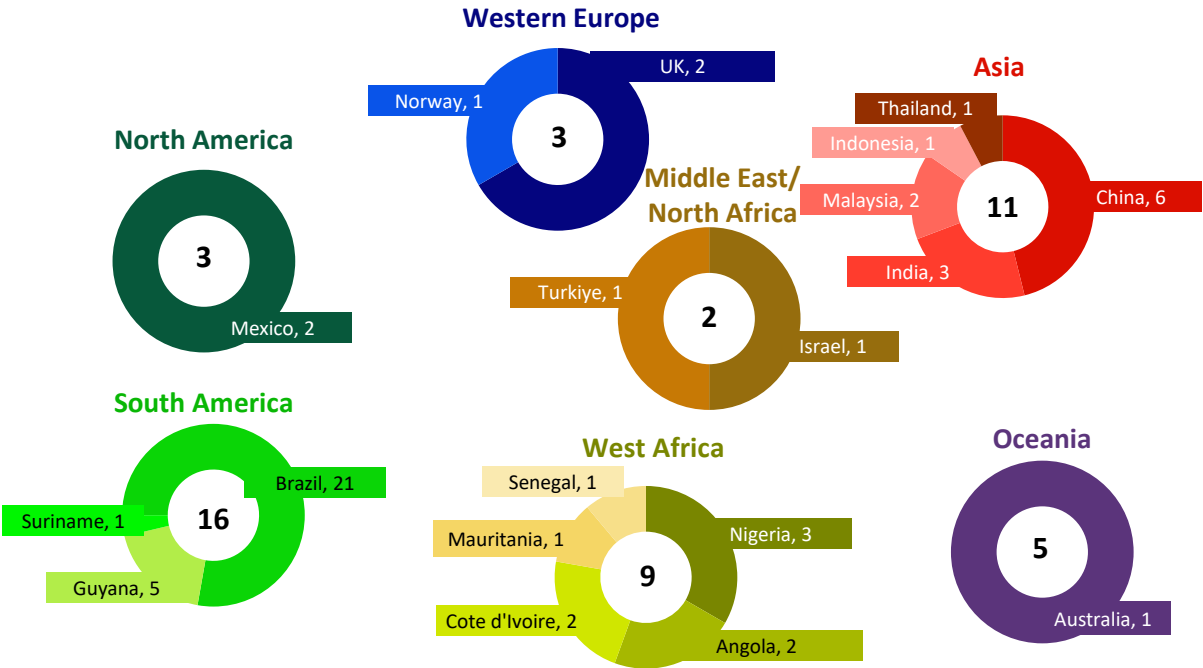 Western Europe
UK, 2
Norway, 1
3
Asia
Thailand, 1
Indonesia, 1
Malaysia, 2
China, 6
India, 3
11
North America
3
Mexico, 2
Middle East/
North Africa
Turkiye, 1
2
Israel, 1
South America
Brazil, 21
Suriname, 1
16
Guyana, 5
West Africa
Senegal, 1
Nigeria, 3
Mauritania, 1
9
Cote d'Ivoire, 2
Angola, 2
Oceania
5
Australia, 1